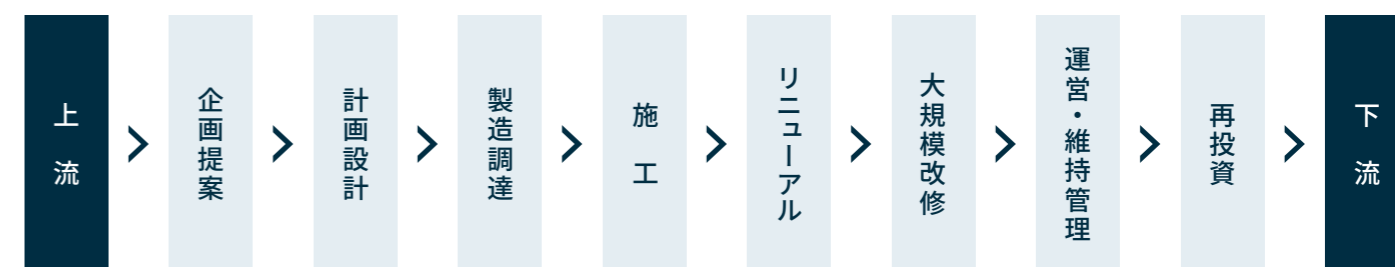 上流
企画提案
計画設計
製造調達
施工
リニューアル
大規模改修
運営・維持管理
再投資
下流